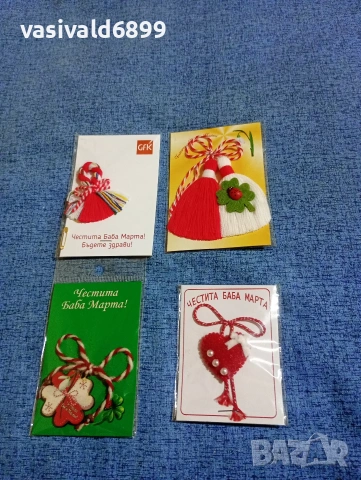 vasivald6899
GFK
Честита Баба Марта!
Бъдете здрави!
Честита
Баба Марта!
ЧЕСТИТА БАБА МАРТА
BAZAR